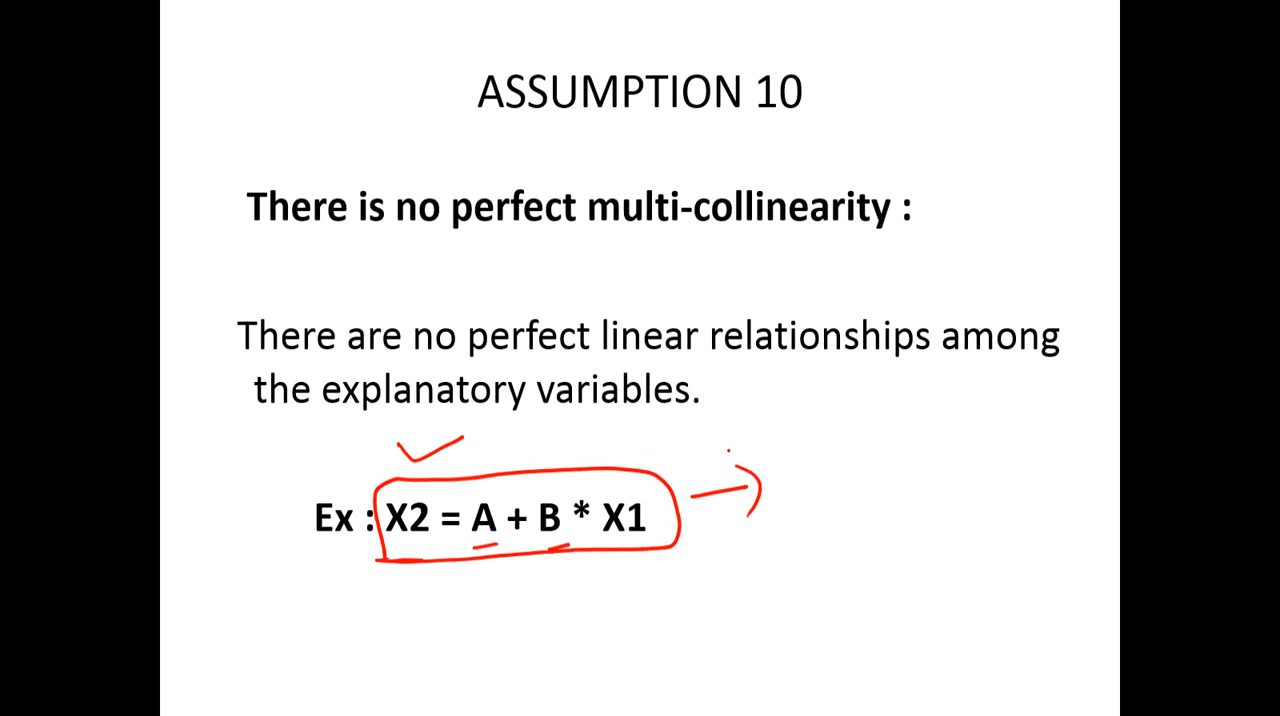 ASSUMPTION 10
There is no perfect multi-collinearity :
There are no perfect linear relationships among
the explanatory variables.
Ex : X2 = A + B * X1